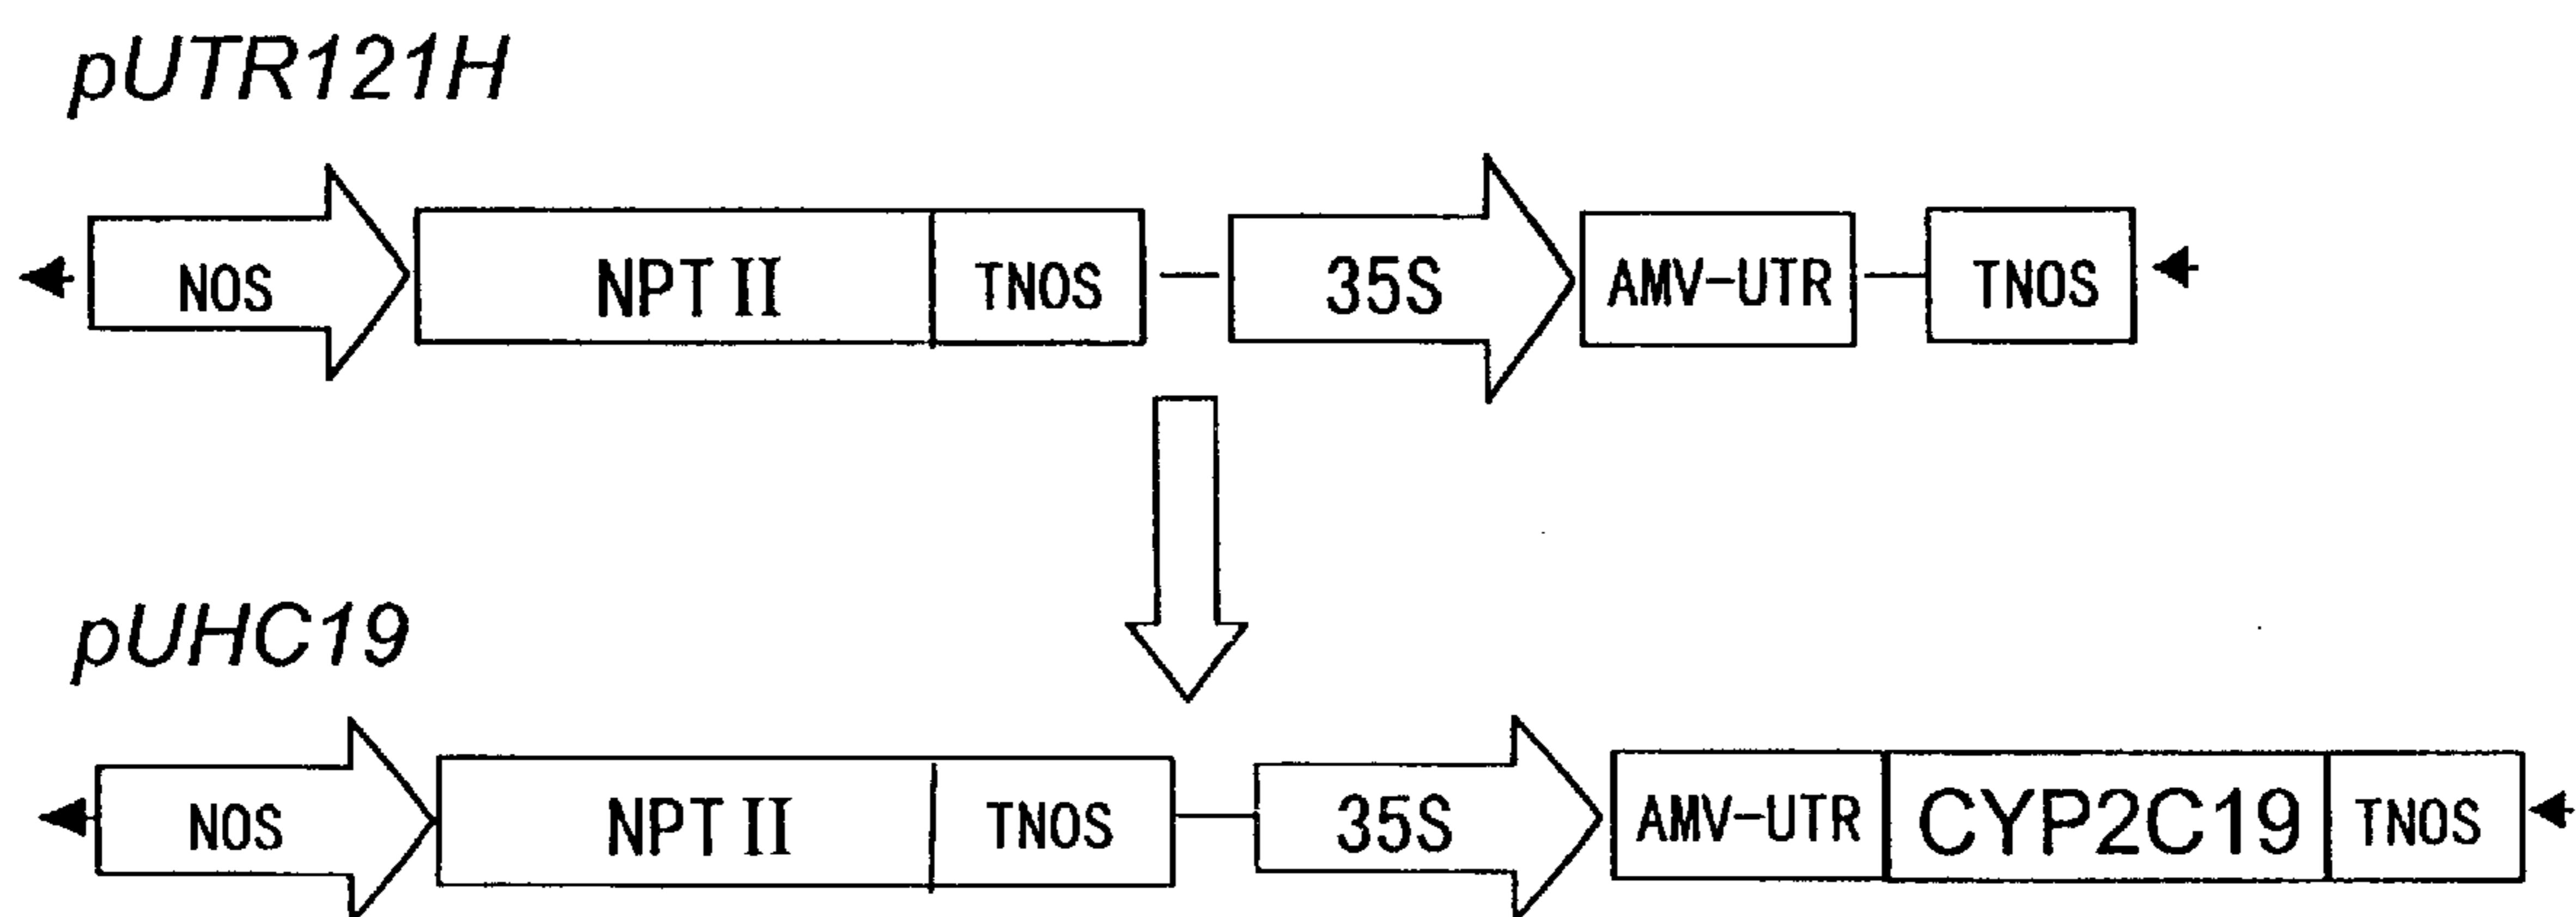 pUTR121H
NOS NPT II TNOS 35S AMV-UTR TNOS
pUHC19
NOS NPT II TNOS 35S AMV-UTR CYP2C19 TNOS